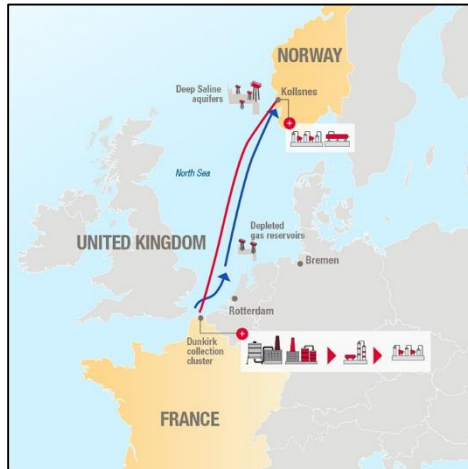 NORWAY
Deep Saline
aquifers
Kollsnes
North Sea
Depleted
gas reservoirs
UNITED KINGDOM
Bremen
Rotterdam
Dunkirk
collection
cluster
FRANCE